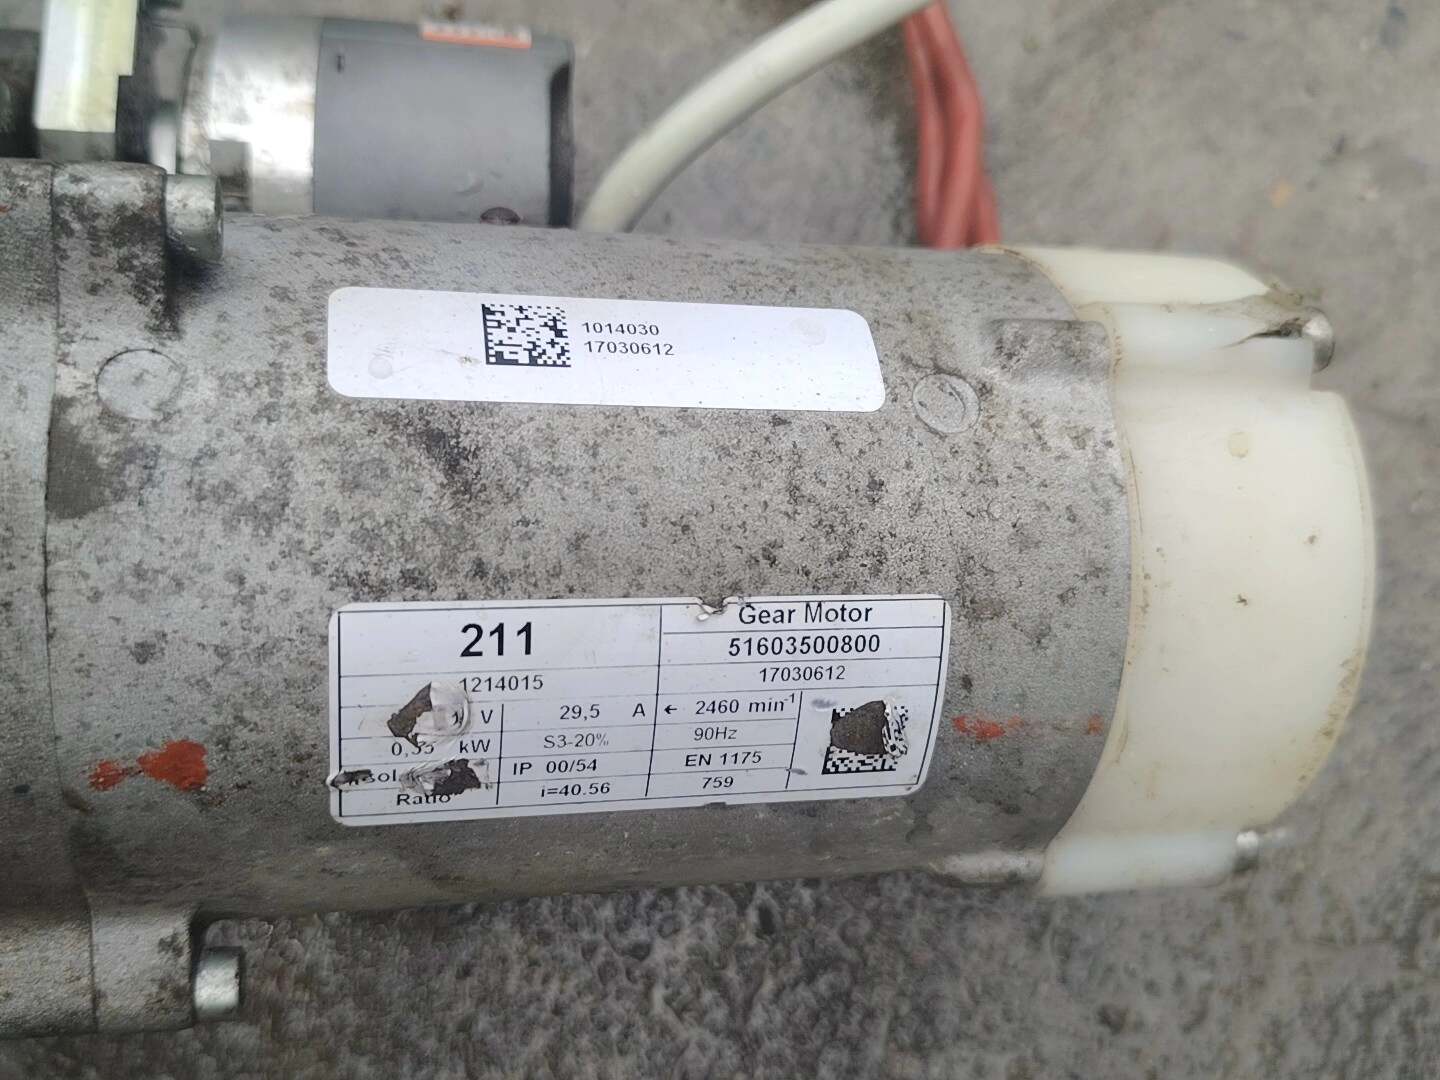 1014030
17030612
211
Gear Motor
51603500800
1214015
17030612
V
29,5 A
← 2460 min⁻¹
kW
S3-20%
90Hz
IP 00/54
EN 1175
Ratio
i=40.56
759